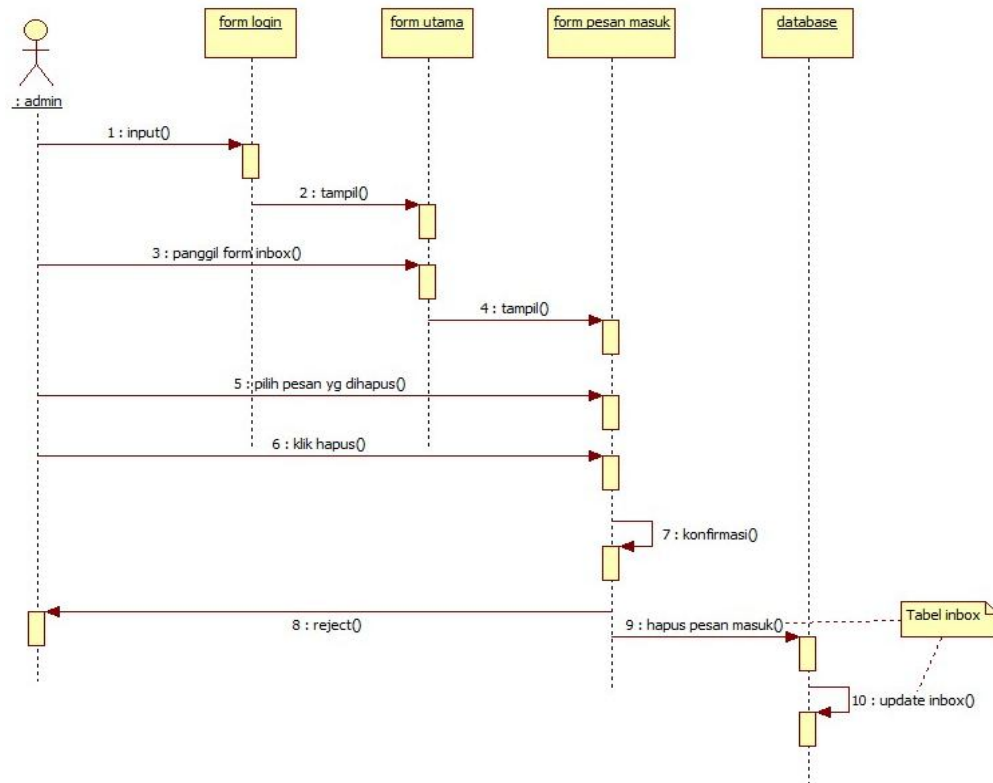 form login
form utama
form pesan masuk
database
: admin
1 : input()
2 : tampil()
3 : panggil form inbox()
4 : tampil()
5 : pilih pesan yg dihapus()
6 : klik hapus()
7 : konfirmasi()
8 : reject()
9 : hapus pesan masuk()
Tabel inbox
10 : update inbox()